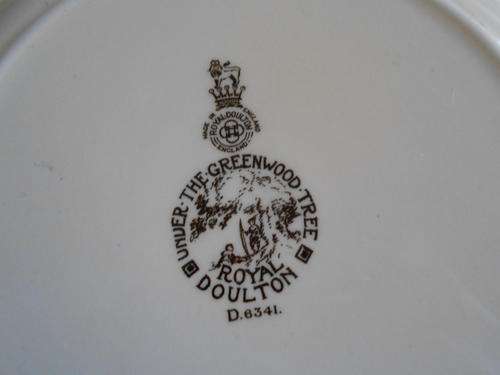 MADE IN ENGLAND
ROYAL DOULTON
ENGLAND
UNDER·THE·GREENWOOD·TREE
ROYAL
DOULTON
D.6341.